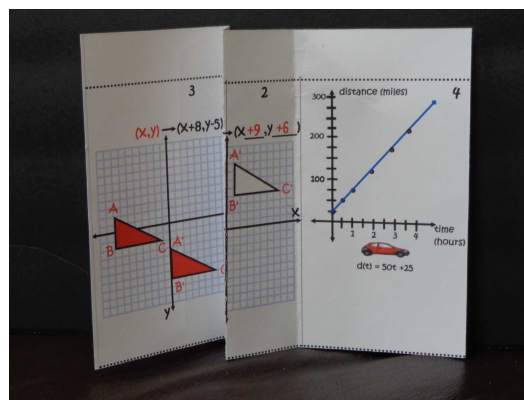 3
(x,y)→(x+8,y-5)
A
B
C
A'
B'
C
y
2
→(x +9 ,y +6 )
A'
B'
C'
x
4
distance (miles)
300
200
100
1 2 3 4
time
(hours)
d(t) = 50t +25